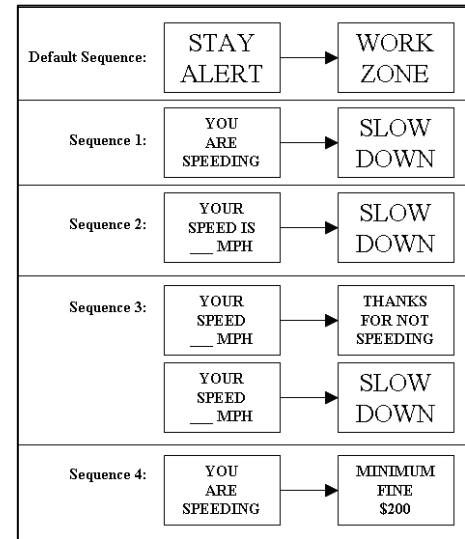 Default Sequence:
STAY
ALERT
WORK
ZONE
Sequence 1:
YOU
ARE
SPEEDING
SLOW
DOWN
Sequence 2:
YOUR
SPEED IS
___ MPH
SLOW
DOWN
Sequence 3:
YOUR
SPEED
___ MPH
THANKS
FOR NOT
SPEEDING
YOUR
SPEED
___ MPH
SLOW
DOWN
Sequence 4:
YOU
ARE
SPEEDING
MINIMUM
FINE
$200